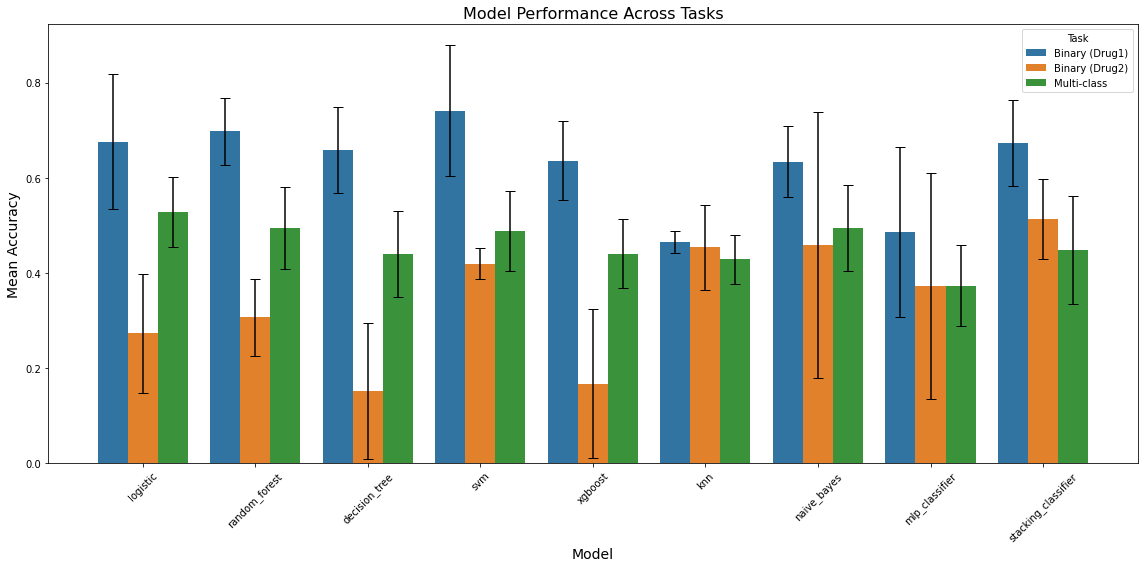 Model Performance Across Tasks
Task
Binary (Drug1)
Binary (Drug2)
Multi-class
Mean Accuracy
0.8
0.6
0.4
0.2
0.0
logistic
random_forest
decision_tree
svm
xgboost
knn
naive_bayes
mlp_classifier
stacking_classifier
Model